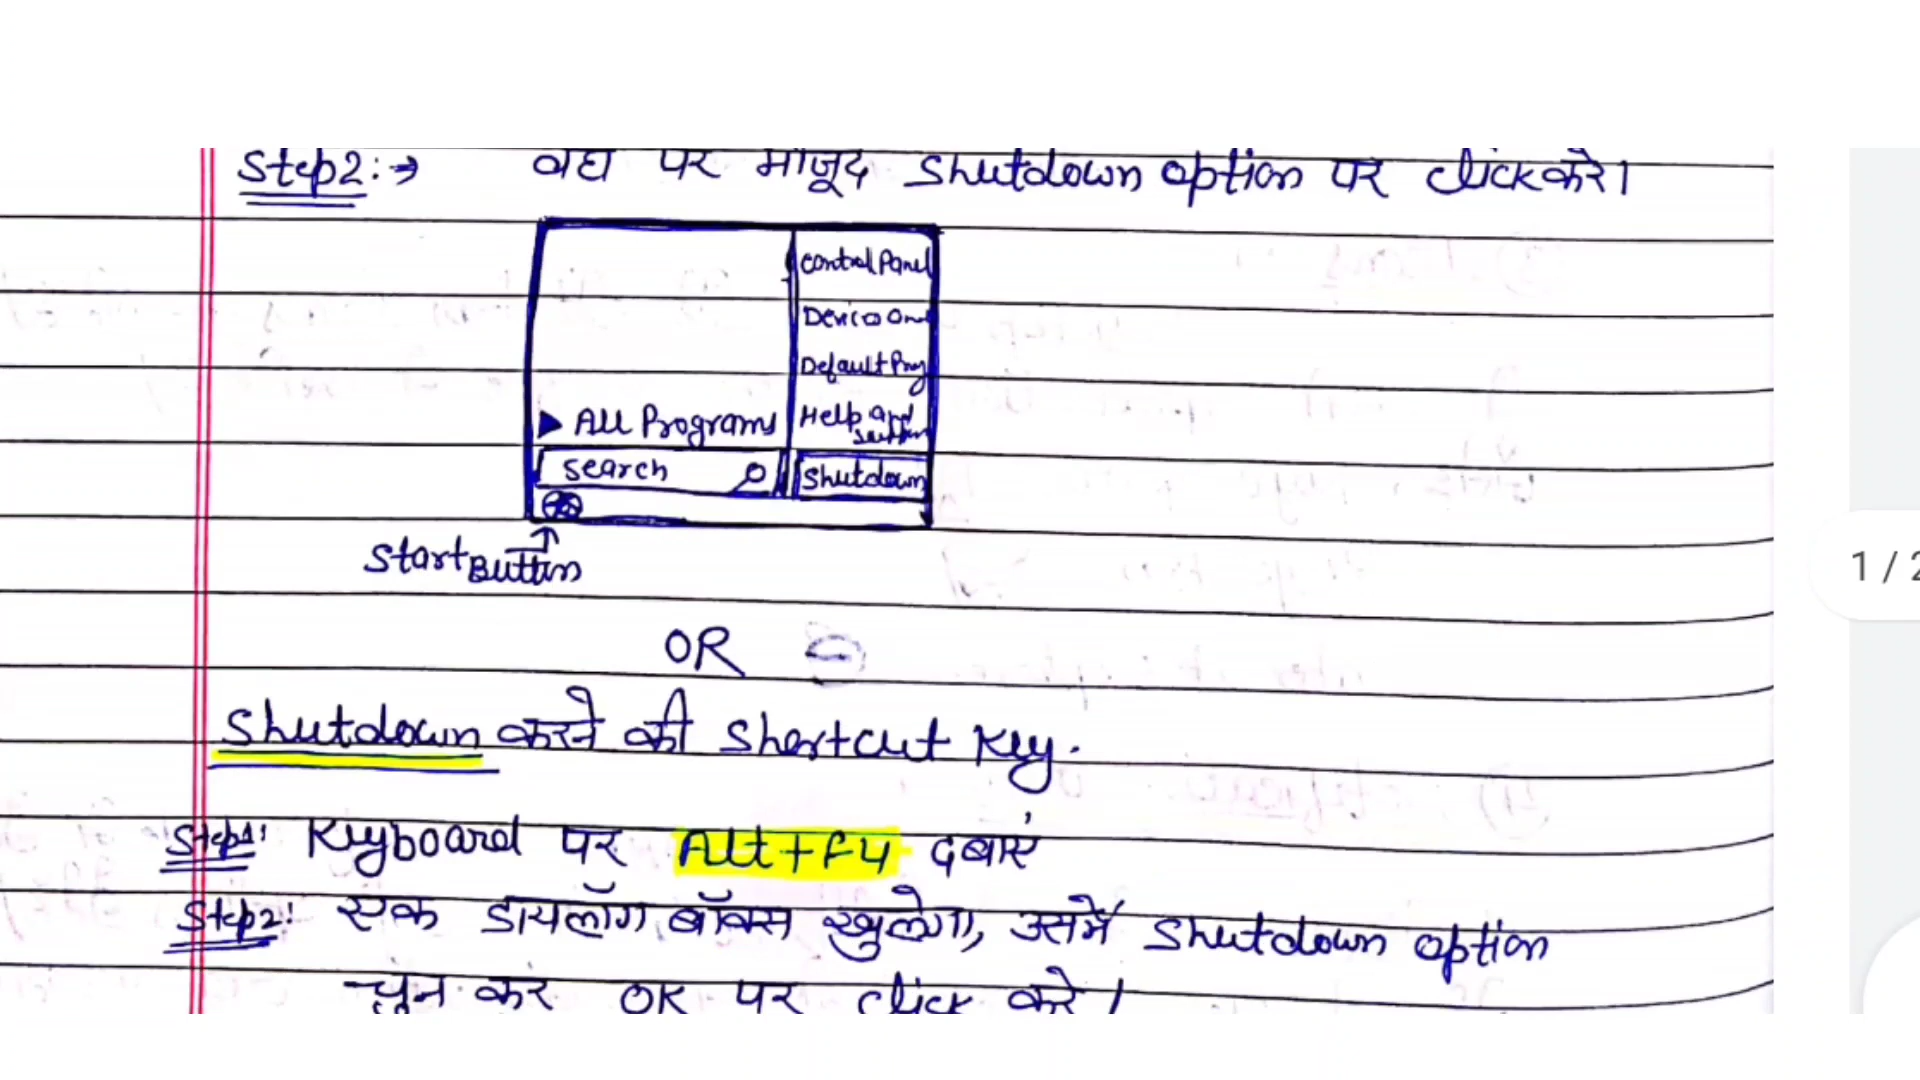 Step2:→ वहा पर मौजूद Shutdown option पर click करे।
Control Panel
Default Prog
▶ All Programs
Help and
search
Shutdown
Start Button
OR
Shutdown करने की Shortcut Key.
Step1: Keyboard पर Alt+F4 दबाएं
Step2: एक डायलॉग बॉक्स खुलेगा, उसमें Shutdown option
चुन कर OK पर click करे।
1 / 2